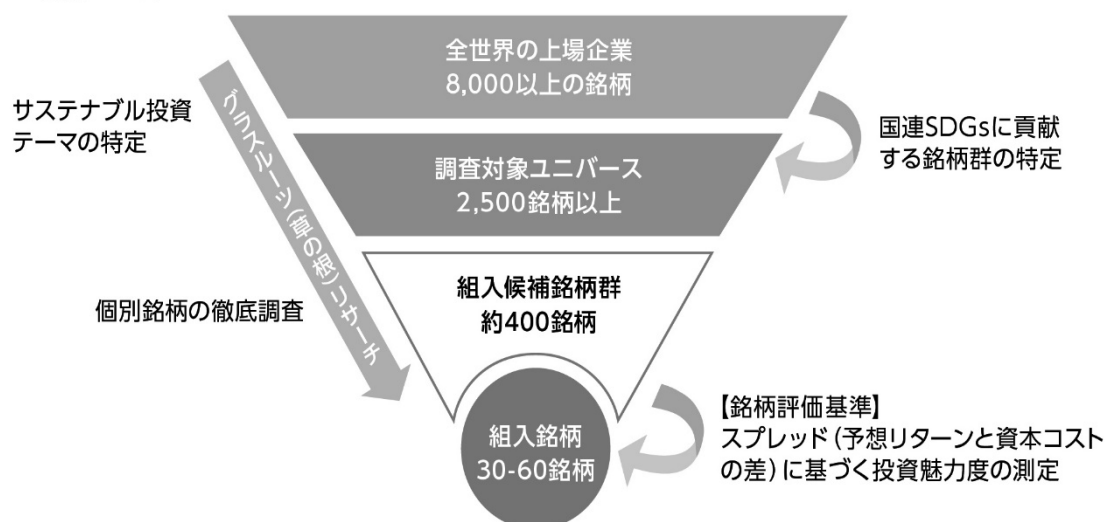 全世界の上場企業
8,000以上の銘柄
サステナブル投資
テーマの特定
グラスルーツ(草の根)リサーチ
国連SDGsに貢献
する銘柄群の特定
調査対象ユニバース
2,500銘柄以上
組入候補銘柄群
約400銘柄
個別銘柄の徹底調査
【銘柄評価基準】
スプレッド(予想リターンと資本コスト
の差)に基づく投資魅力度の測定
組入銘柄
30-60銘柄